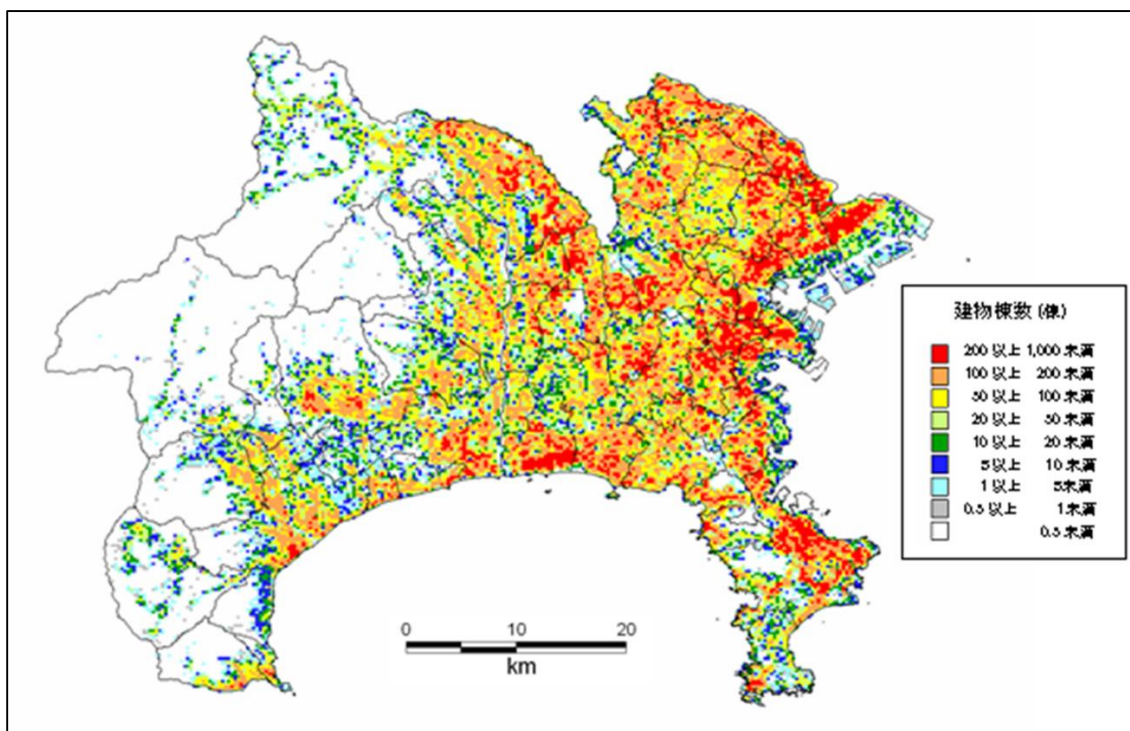 建物棟数 (棟)
200 以上 1,000 未満
100 以上 200 未満
50 以上 100 未満
20 以上 50 未満
10 以上 20 未満
5 以上 10 未満
1 以上 5未満
0.5 以上 1未満
0.5 未満
0 10 20
km